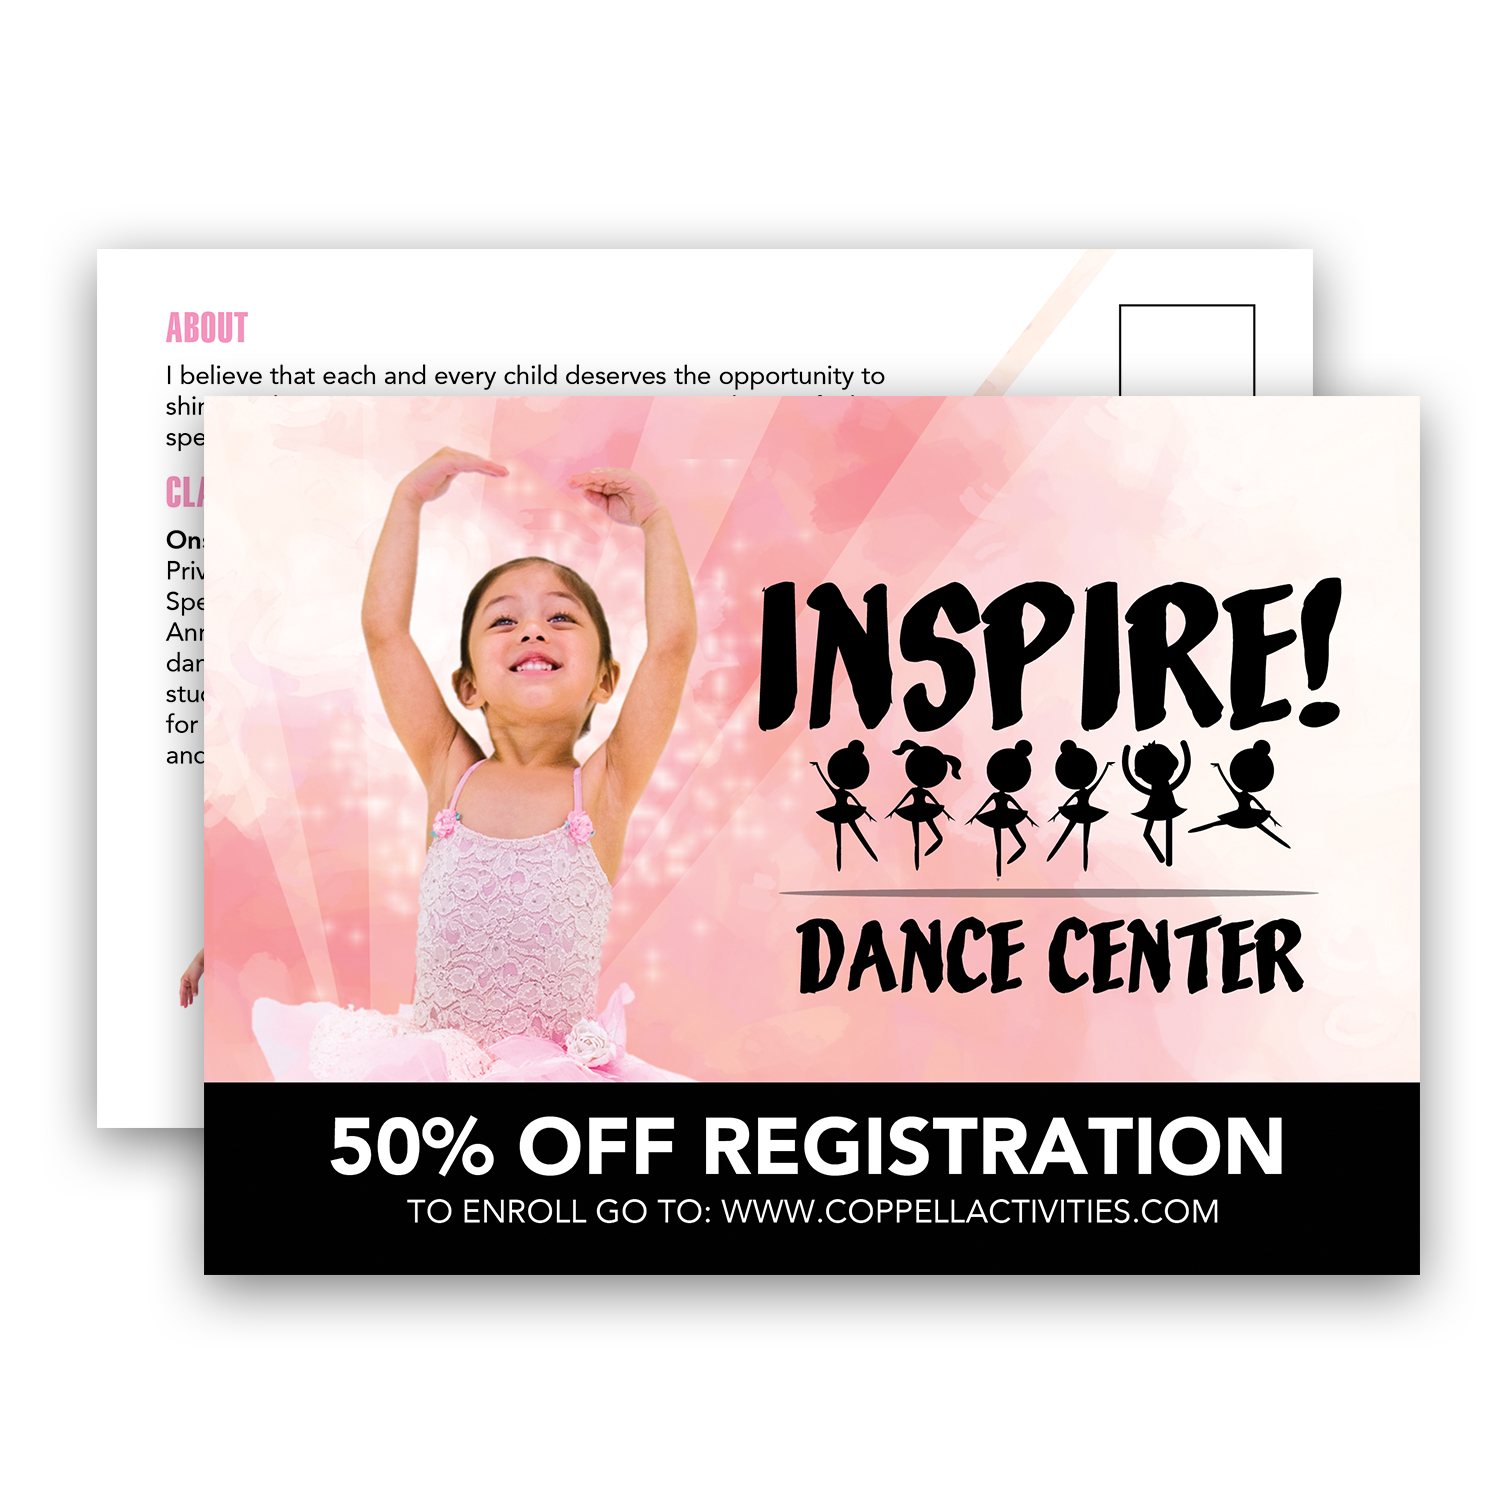 ABOUT
I believe that each and every child deserves the opportunity to
for
INSPIRE!
DANCE CENTER
50% OFF REGISTRATION
TO ENROLL GO TO: WWW.COPPELLACTIVITIES.COM